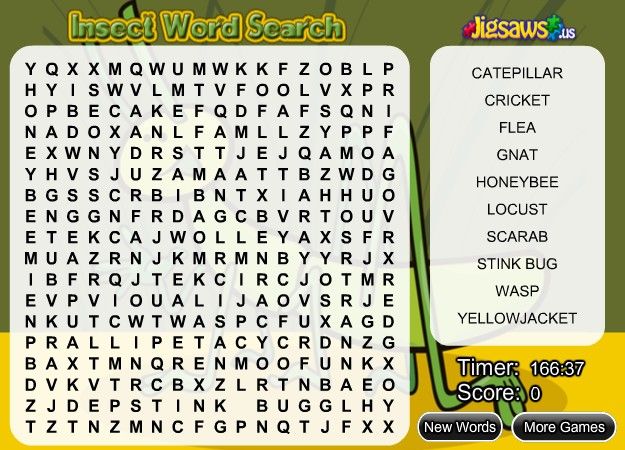 Insect Word Search
Jigsaws.us
Y Q X X M Q W U M W K K F Z O B L P
H Y I S W V L M T V F O O L V X P R
O P B E C A K E F Q D F A F S Q N I
N A D O X A N L F A M L L Z Y P P F
E X W N Y D R S T T J E J Q A M O A
Y H V S J U Z A M A A T T B Z W D G
B G S S C R B I B N T X I A H H U O
E N G G N F R D A G C B V R T O U V
E T E K C A J W O L L E Y A X S F R
M U A Z R N J K M R M N B Y Y R J X
I B F R Q J T E K C I R C J O T M R
E V P V I O U A L I J A O V S R J E
N K U T C W T W A S P C F U X A G D
P R A L L I P E T A C Y C R D N Z G
B A X T M N Q R E N M O O F U N K X
D V K V T R C B X Z L R T N B A E O
Z J D E P S T I N K   B U G G L H Y
T Z T N Z M N C F G P N Q T J F X X
CATEPILLAR
CRICKET
FLEA
GNAT
HONEYBEE
LOCUST
SCARAB
STINK BUG
WASP
YELLOWJACKET
Timer: 166:37
Score: 0
New Words
More Games